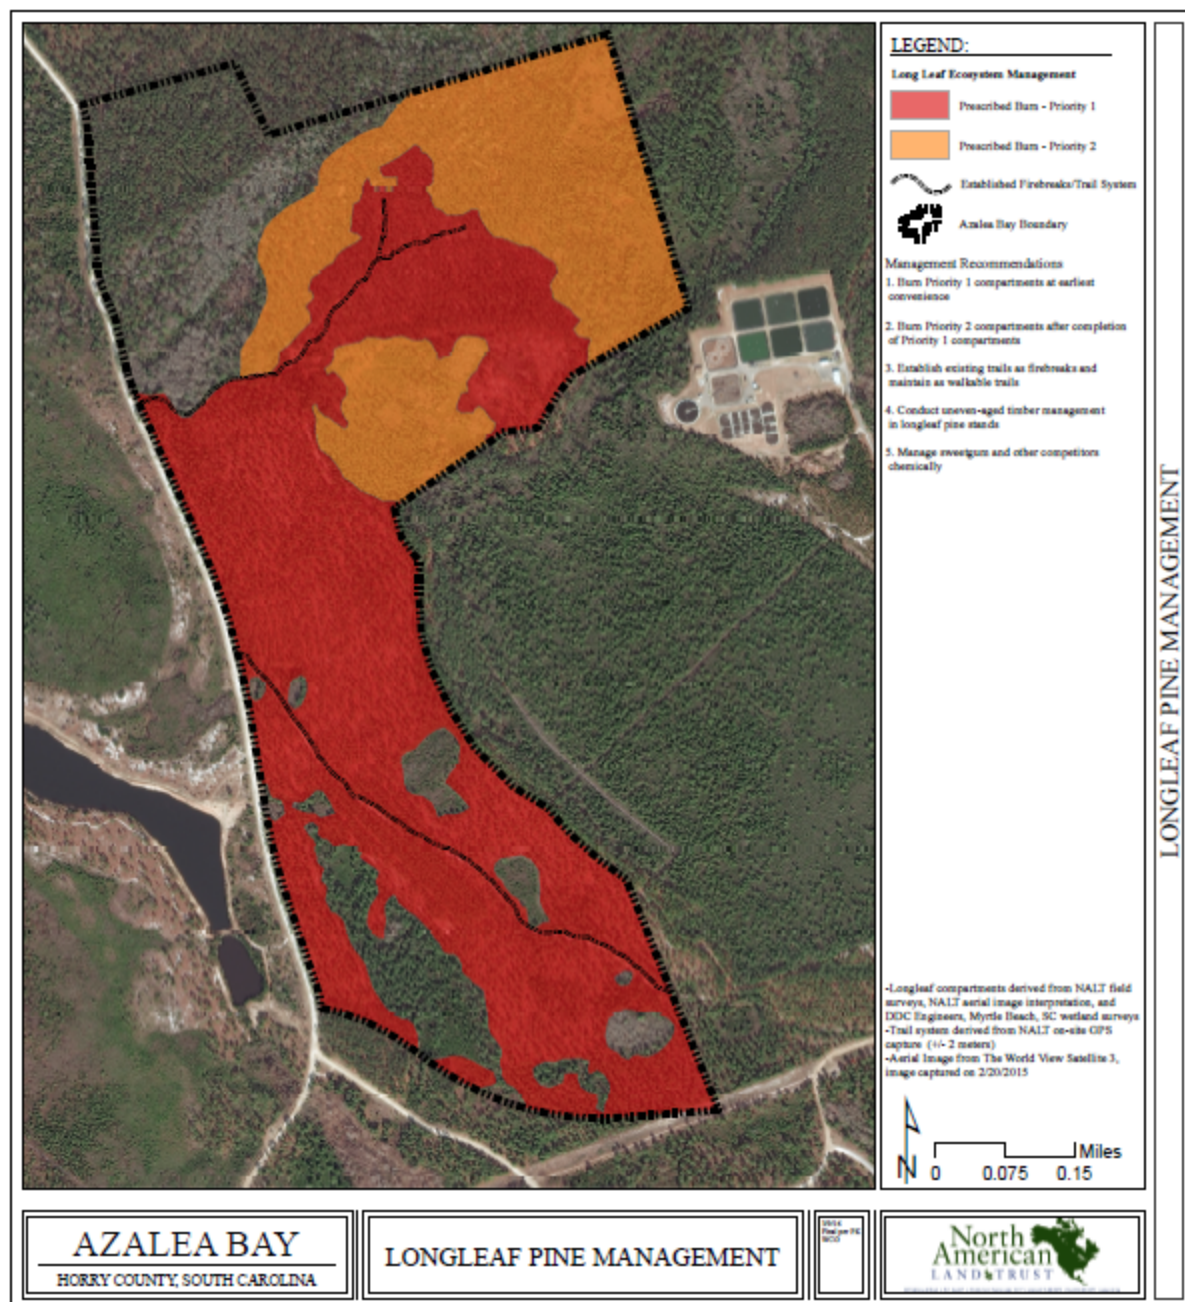 LEGEND:
Long Leaf Ecosystem Management
Prescribed Burn - Priority 1
Prescribed Burn - Priority 2
Established Firebreaks/Trail System
Azalea Bay Boundary
Management Recommendations
1. Burn Priority 1 compartments at earliest
convenience
2. Burn Priority 2 compartments after completion
of Priority 1 compartments
3. Establish existing trails as firebreaks and
maintain as walkable trails
4. Conduct uneven-aged timber management
in longleaf pine stands
5. Manage sweetgum and other competitors
chemically
-Longleaf compartments derived from NALT field
surveys, NALT aerial image interpretation, and
DDC Engineers, Myrtle Beach, SC wetland surveys
-Trail system derived from NALT on-site GPS
capture (+/- 2 meters)
-Aerial Image from The World View Satellite 3,
image captured on 2/20/2015
N
Miles
0 0.075 0.15
LONGLEAF PINE MANAGEMENT
AZALEA BAY
HORRY COUNTY, SOUTH CAROLINA
LONGLEAF PINE MANAGEMENT
North
American
LAND TRUST